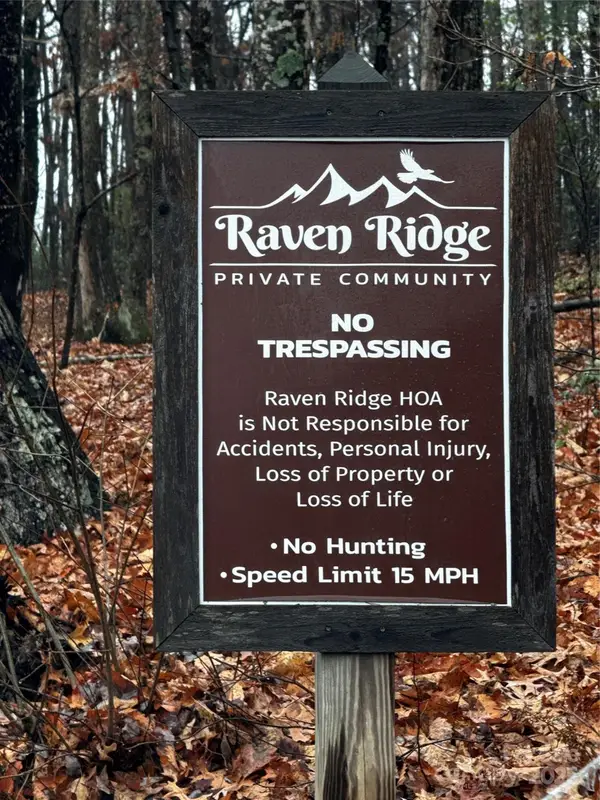 Raven Ridge
PRIVATE COMMUNITY
NO
TRESPASSING
Raven Ridge HOA
is Not Responsible for
Accidents, Personal Injury,
Loss of Property or
Loss of Life
• No Hunting
• Speed Limit 15 MPH